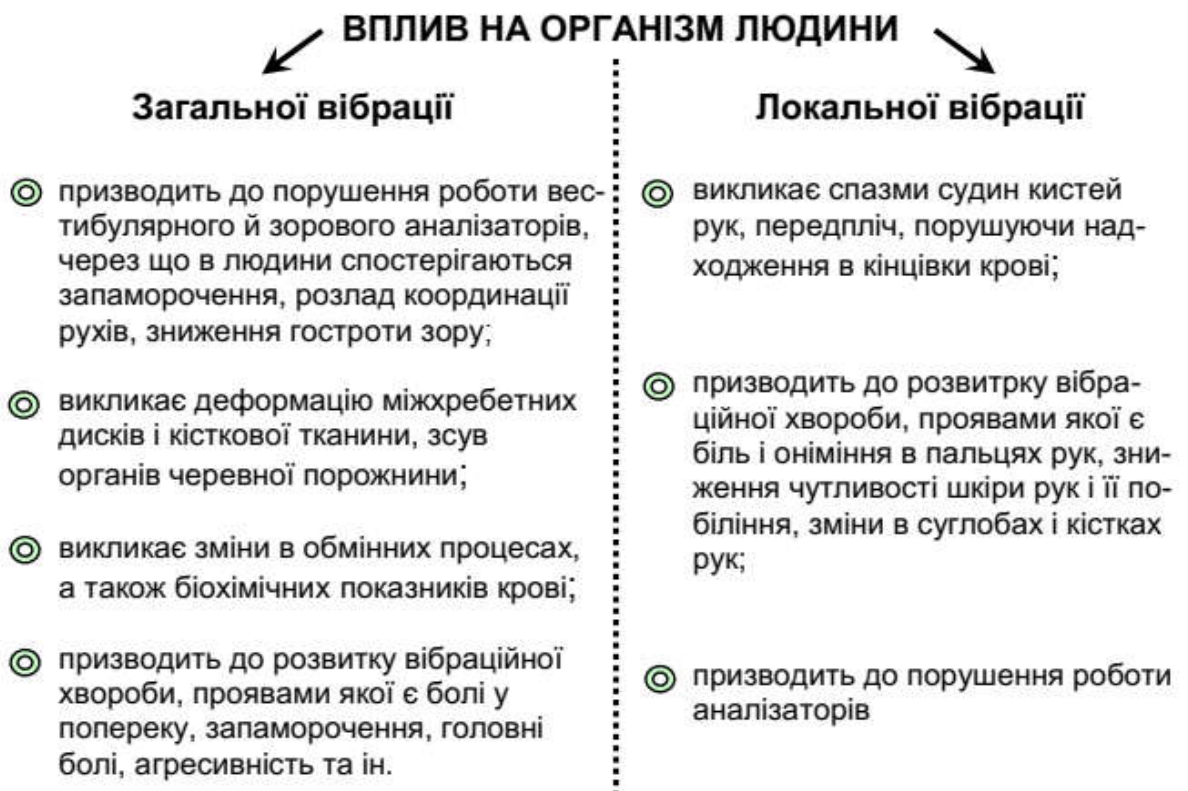 ВПЛИВ НА ОРГАНІЗМ ЛЮДИНИ
Загальної вібрації
призводить до порушення роботи вес-
тибулярного й зорового аналізаторів,
через що в людини спостерігаються
запаморочення, розлад координації
рухів, зниження гостроти зору;
викликає деформацію міжхребетних
дисків і кісткової тканини, зсув
органів черевної порожнини;
викликає зміни в обмінних процесах,
а також біохімічних показників крові;
призводить до розвитку вібраційної
хвороби, проявами якої є болі у
попереку, запаморочення, головні
болі, агресивність та ін.
Локальної вібрації
викликає спазми судин кистей
рук, передпліч, порушуючи над-
ходження в кінцівки крові;
призводить до розвитрку вібра-
ційної хвороби, проявами якої є
біль і оніміння в пальцях рук, зни-
ження чутливості шкіри рук і її по-
біління, зміни в суглобах і кістках
рук;
призводить до порушення роботи
аналізаторів